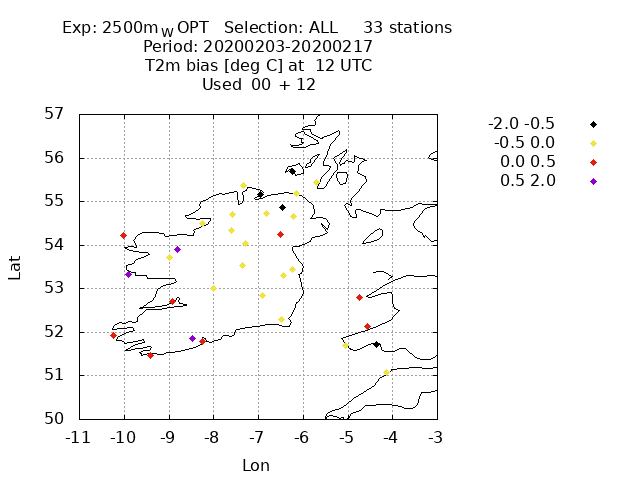 Exp: 2500m_W OPT Selection: ALL 33 stations
Period: 20200203-20200217
T2m bias [deg C] at 12 UTC
Used 00 + 12
-2.0 -0.5
-0.5 0.0
0.0 0.5
0.5 2.0
57
56
55
54
53
52
51
50
Lat
-11 -10 -9 -8 -7 -6 -5 -4 -3
Lon